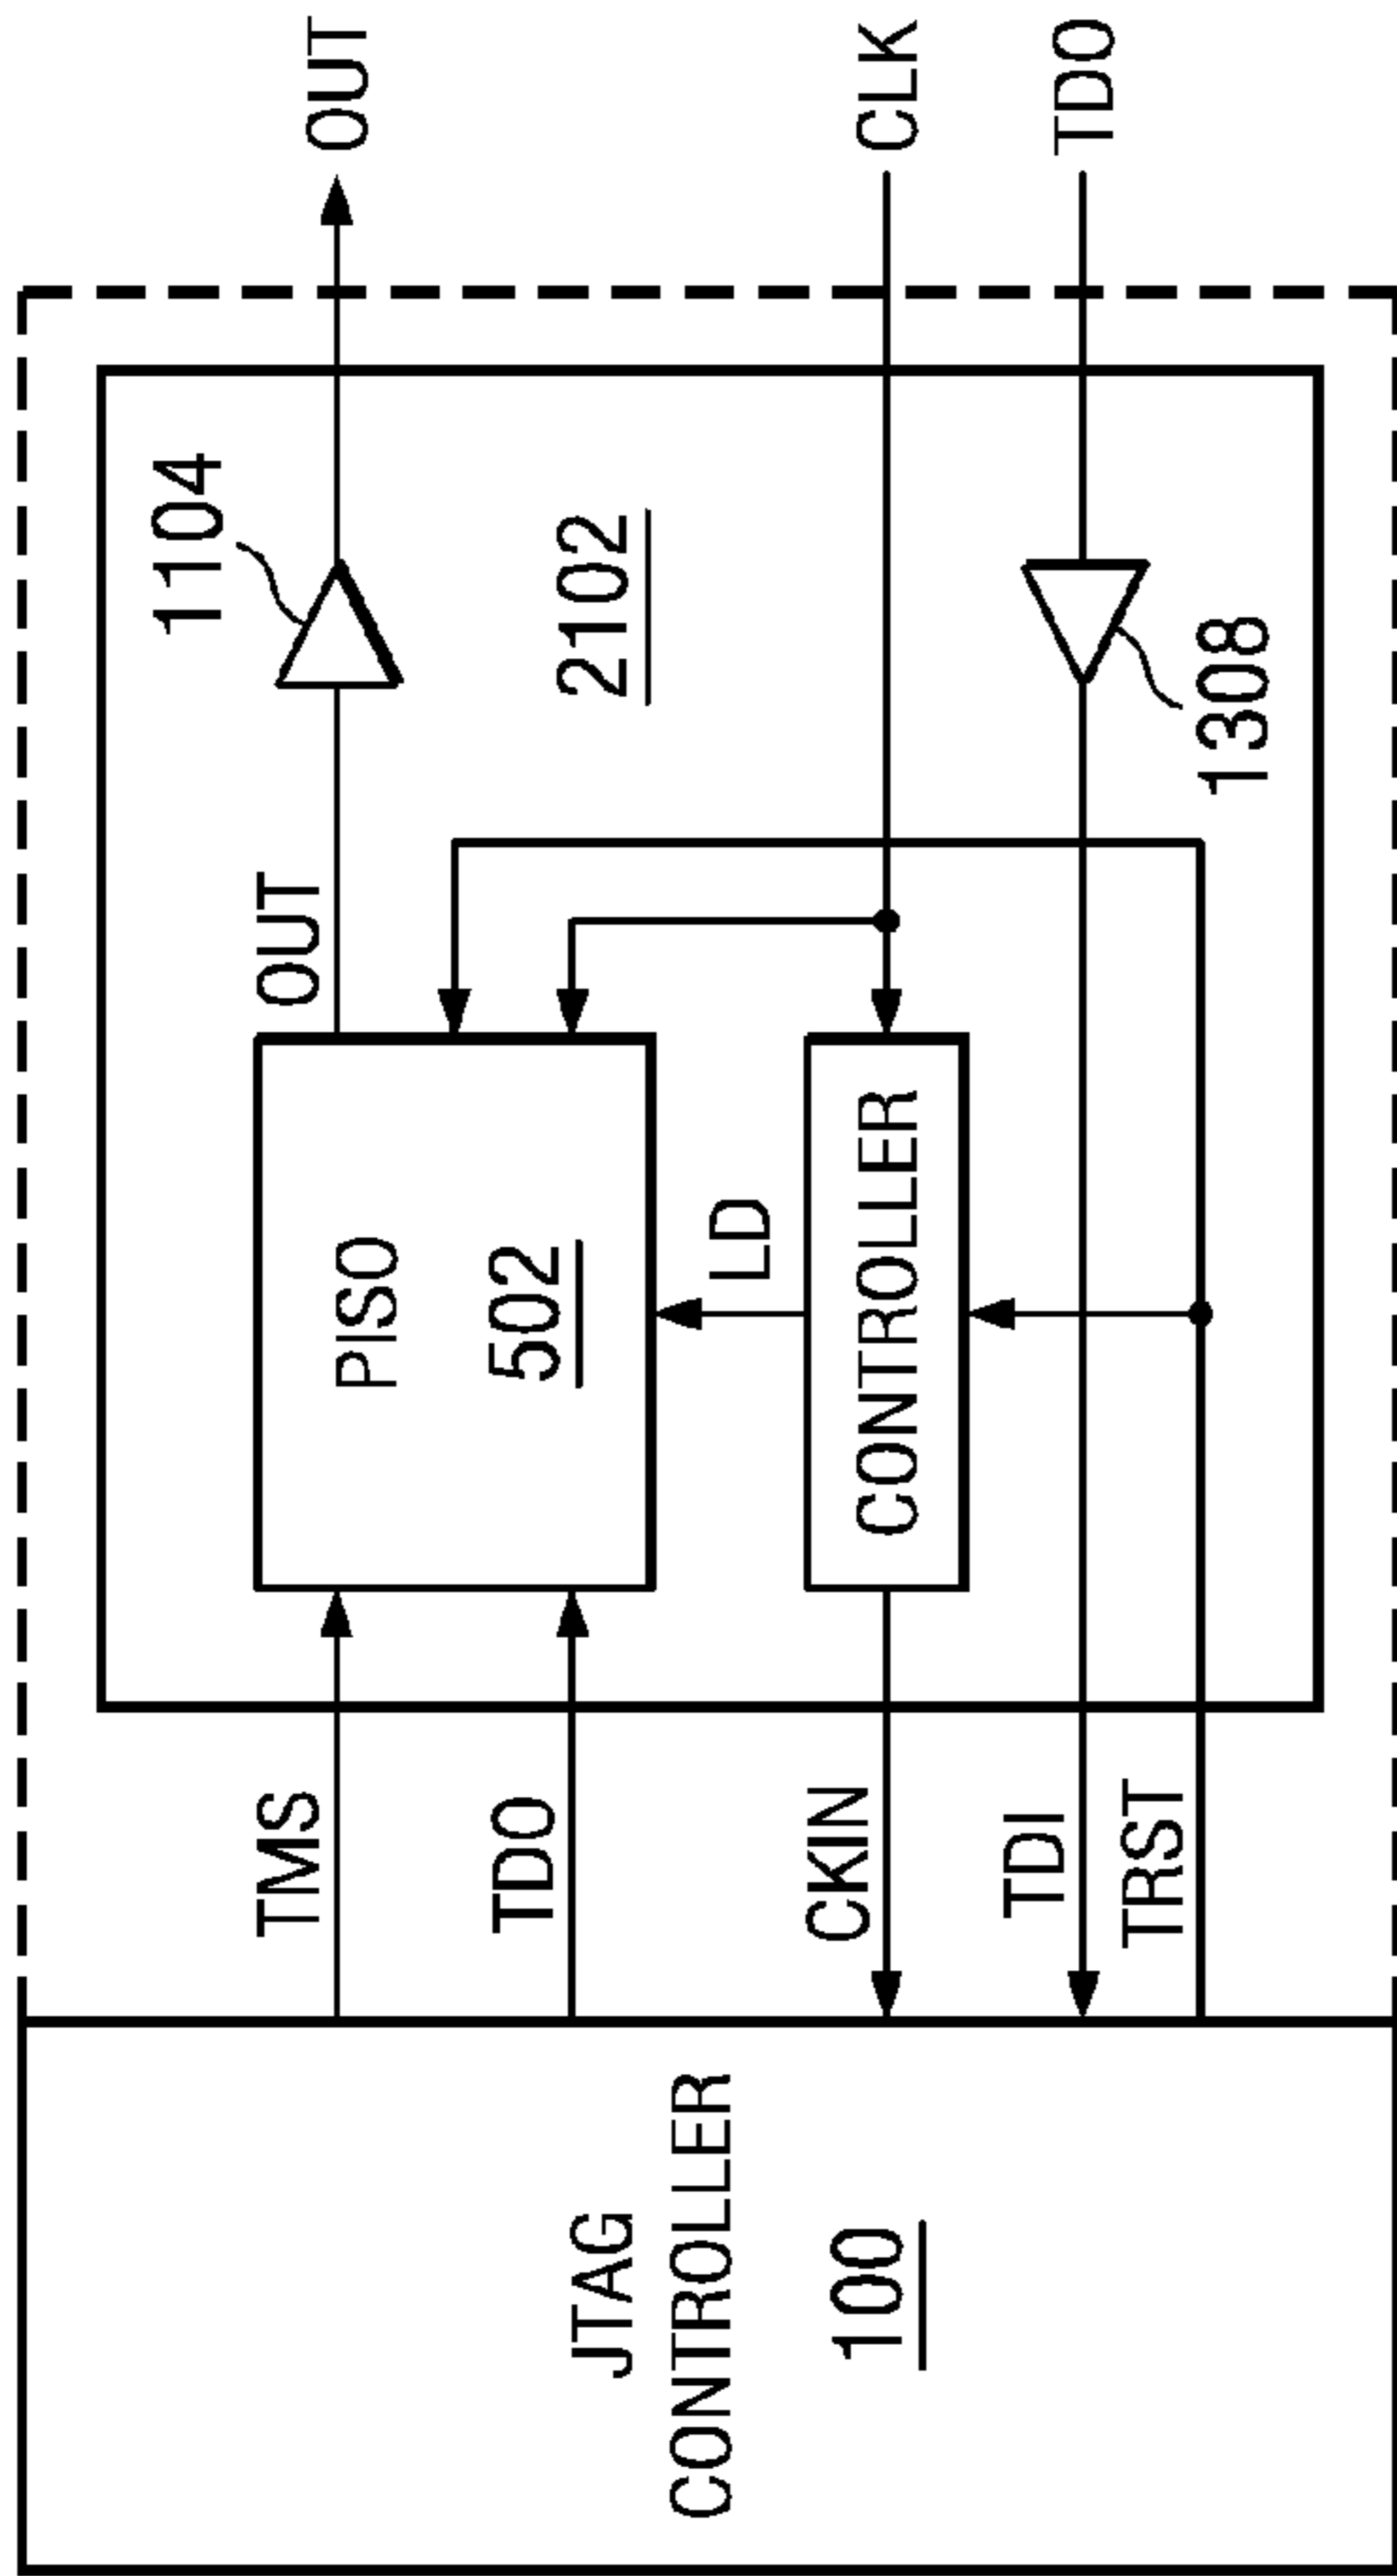 JTAG
CONTROLLER
100
TMS
TDO
CKIN
TDI
TRST
PISO
502
LD
CONTROLLER
OUT
1104
2102
1308
OUT
CLK
TDO